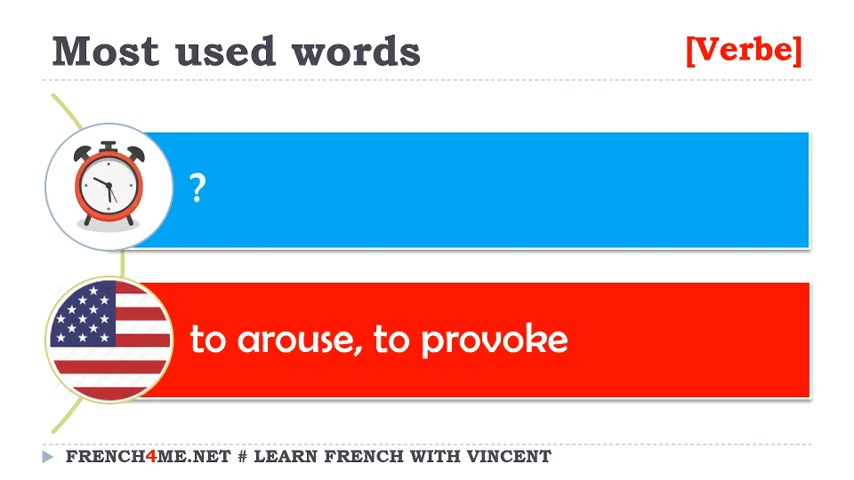 Most used words
[Verbe]
?
to arouse, to provoke
FRENCH4ME.NET # LEARN FRENCH WITH VINCENT